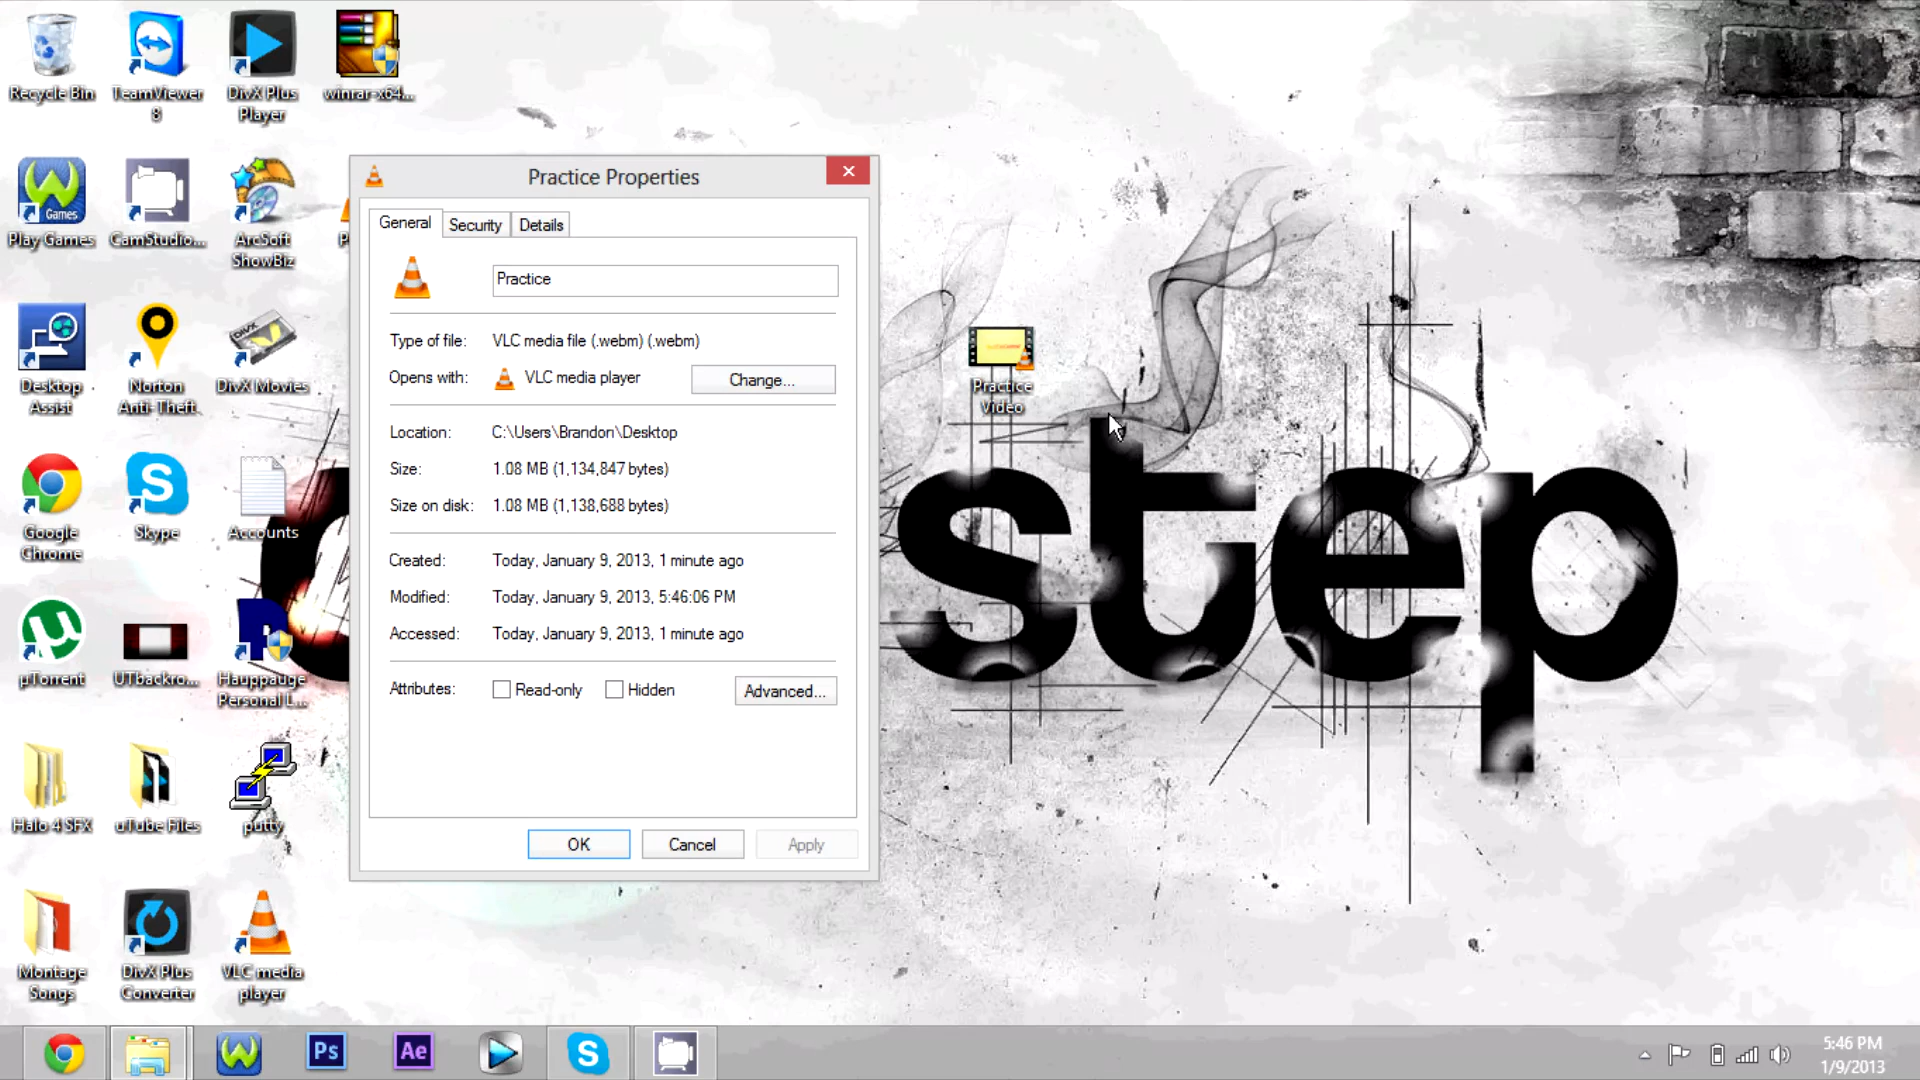 Recycle Bin
TeamViewer
8
DivX Plus
Player
winrar-x64...
Games
Play Games
CamStudio...
ArcSoft
ShowBiz
Desktop
Assist
Norton
Anti-Theft
DivX Movies
Google
Chrome
Skype
Accounts
µTorrent
UTbackro...
Hauppauge
Personal L...
Halo 4 SFX
uTube Files
putty
Montage
Songs
DivX Plus
Converter
VLC media
player
Practice Properties
General
Security
Details
Practice
Type of file: VLC media file (.webm) (.webm)
Opens with: VLC media player
Change...
Location: C:\Users\Brandon\Desktop
Size: 1.08 MB (1,134,847 bytes)
Size on disk: 1.08 MB (1,138,688 bytes)
Created: Today, January 9, 2013, 1 minute ago
Modified: Today, January 9, 2013, 5:46:06 PM
Accessed: Today, January 9, 2013, 1 minute ago
Attributes: Read-only Hidden Advanced...
OK Cancel Apply
Practice
Video
step
Ps
Ae
5:46 PM
1/9/2013